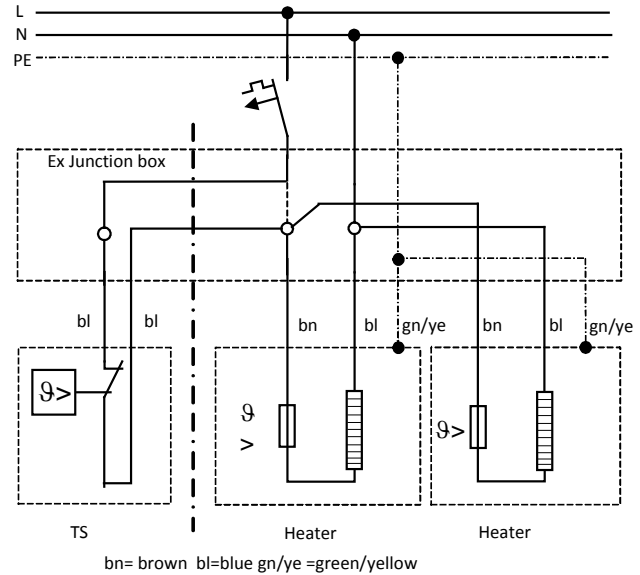 L
N
PE
Ex Junction box
bl bl bn bl gn/ye bn bl gn/ye
ϑ> ϑ > ϑ>
TS Heater Heater
bn= brown bl=blue gn/ye =green/yellow